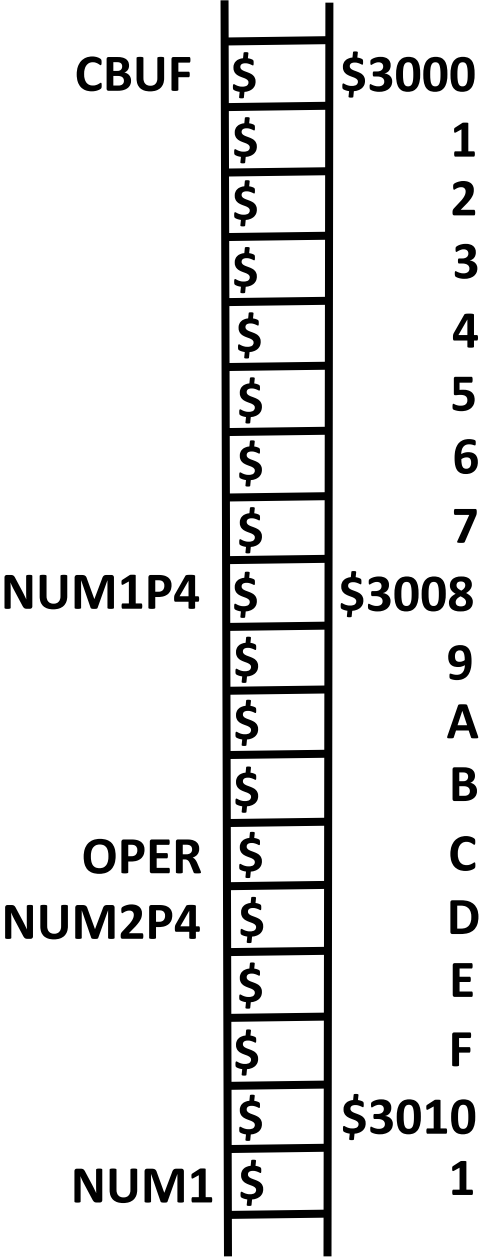 CBUF $ $3000
$ 1
$ 2
$ 3
$ 4
$ 5
$ 6
$ 7
NUM1P4 $ $3008
$ 9
$ A
$ B
OPER $ C
NUM2P4 $ D
$ E
$ F
$ $3010
NUM1 $ 1